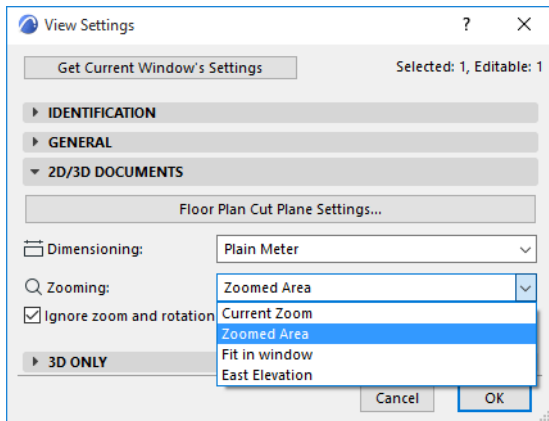 View Settings ?
Get Current Window's Settings Selected: 1, Editable: 1
IDENTIFICATION
GENERAL
2D/3D DOCUMENTS
Floor Plan Cut Plane Settings...
Dimensioning: Plain Meter
Zooming: Zoomed Area
Ignore zoom and rotation Current Zoom
Zoomed Area
Fit in window
3D ONLY
East Elevation
Cancel OK